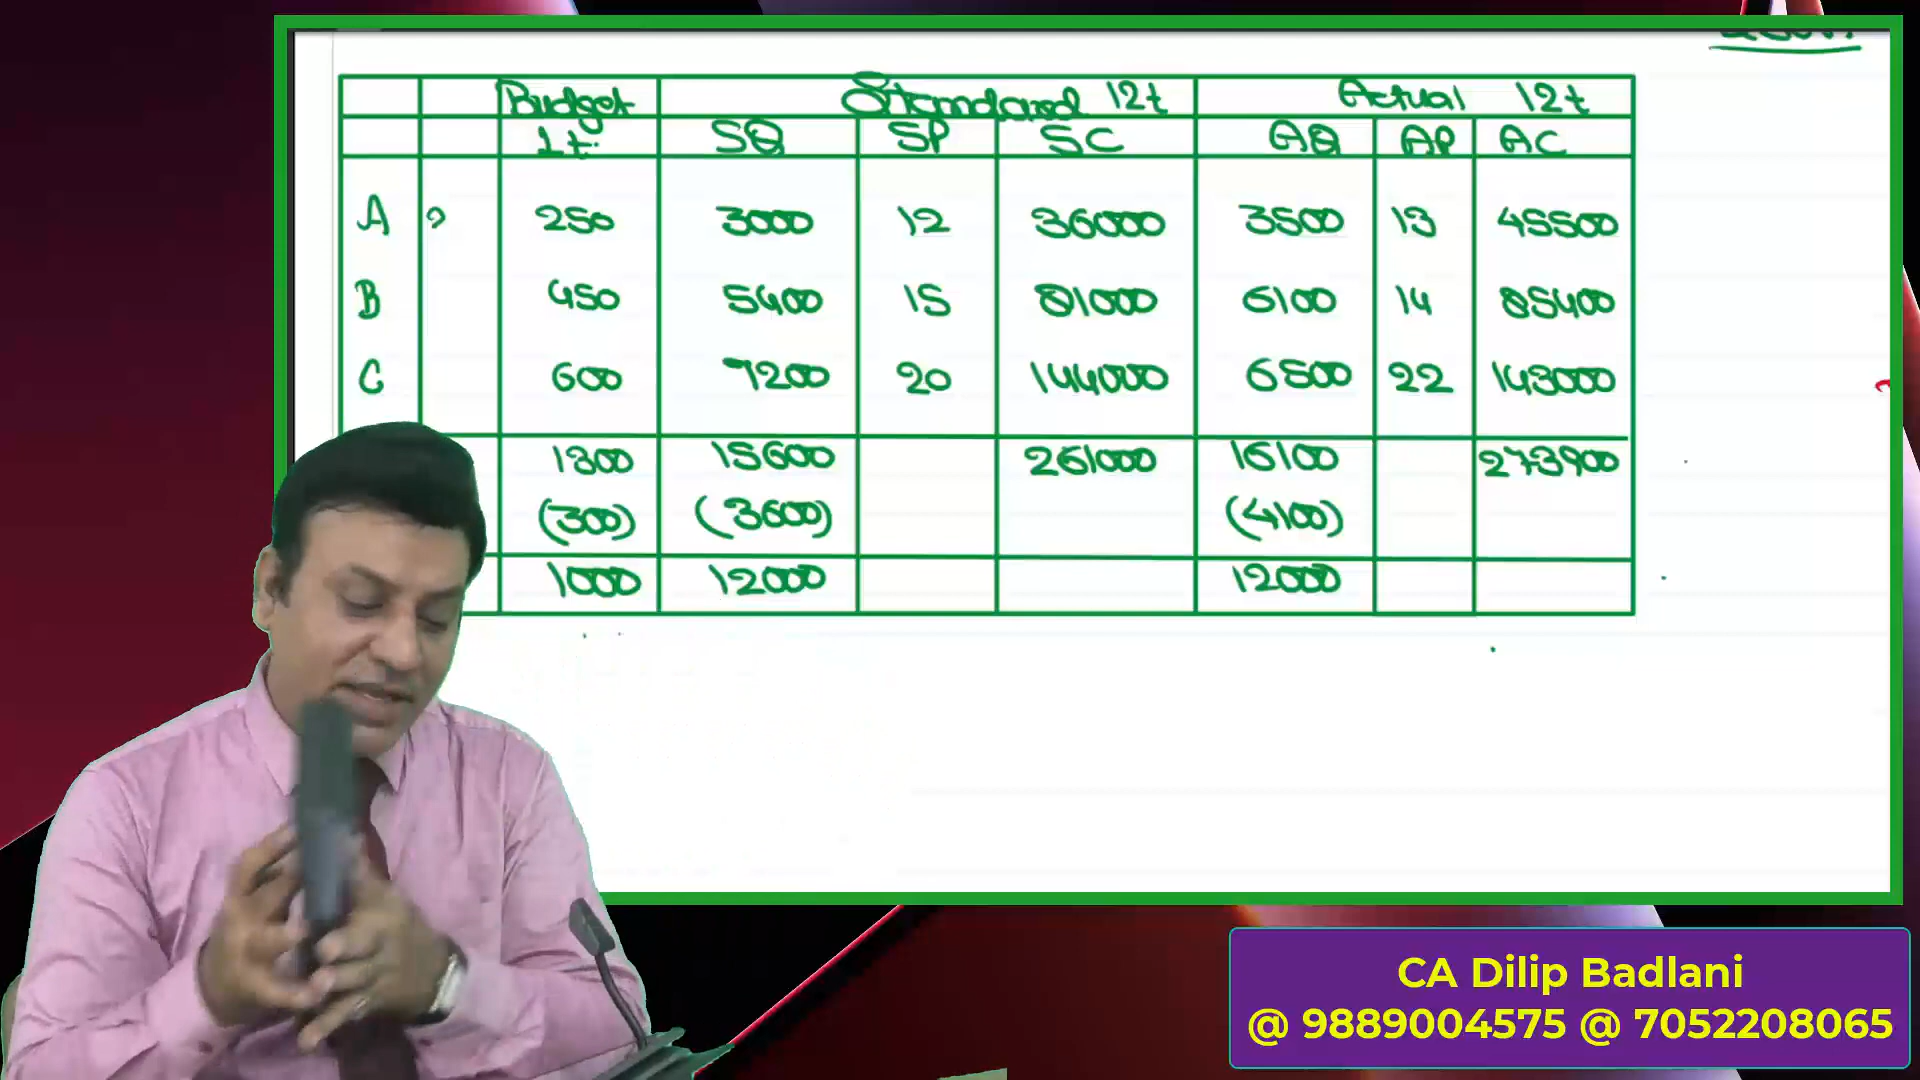 Budget Standard 12t Actual 12t
1t. SQ SP SC AQ AP AC
A 250 3000 12 36000 3500 13 45500
B 450 5400 15 81000 6100 14 85400
C 600 7200 20 144000 6500 22 143000
1300 15600 261000 16100 273900
(300) (3600) (4100)
1000 12000 12000
CA Dilip Badlani
@ 9889004575 @ 7052208065